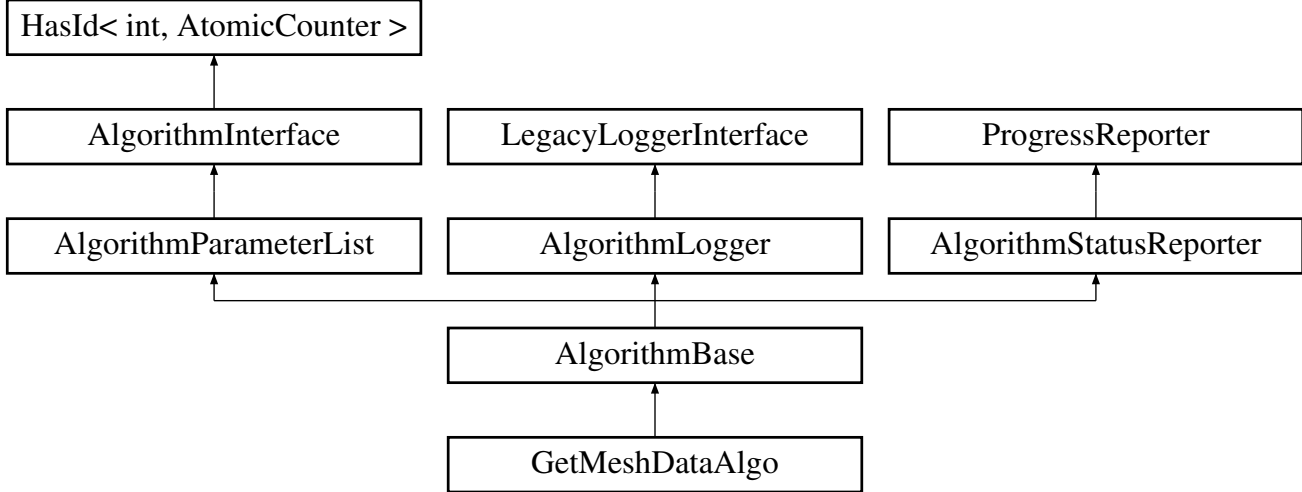 HasId< int, AtomicCounter >
AlgorithmInterface
LegacyLoggerInterface
ProgressReporter
AlgorithmParameterList
AlgorithmLogger
AlgorithmStatusReporter
AlgorithmBase
GetMeshDataAlgo